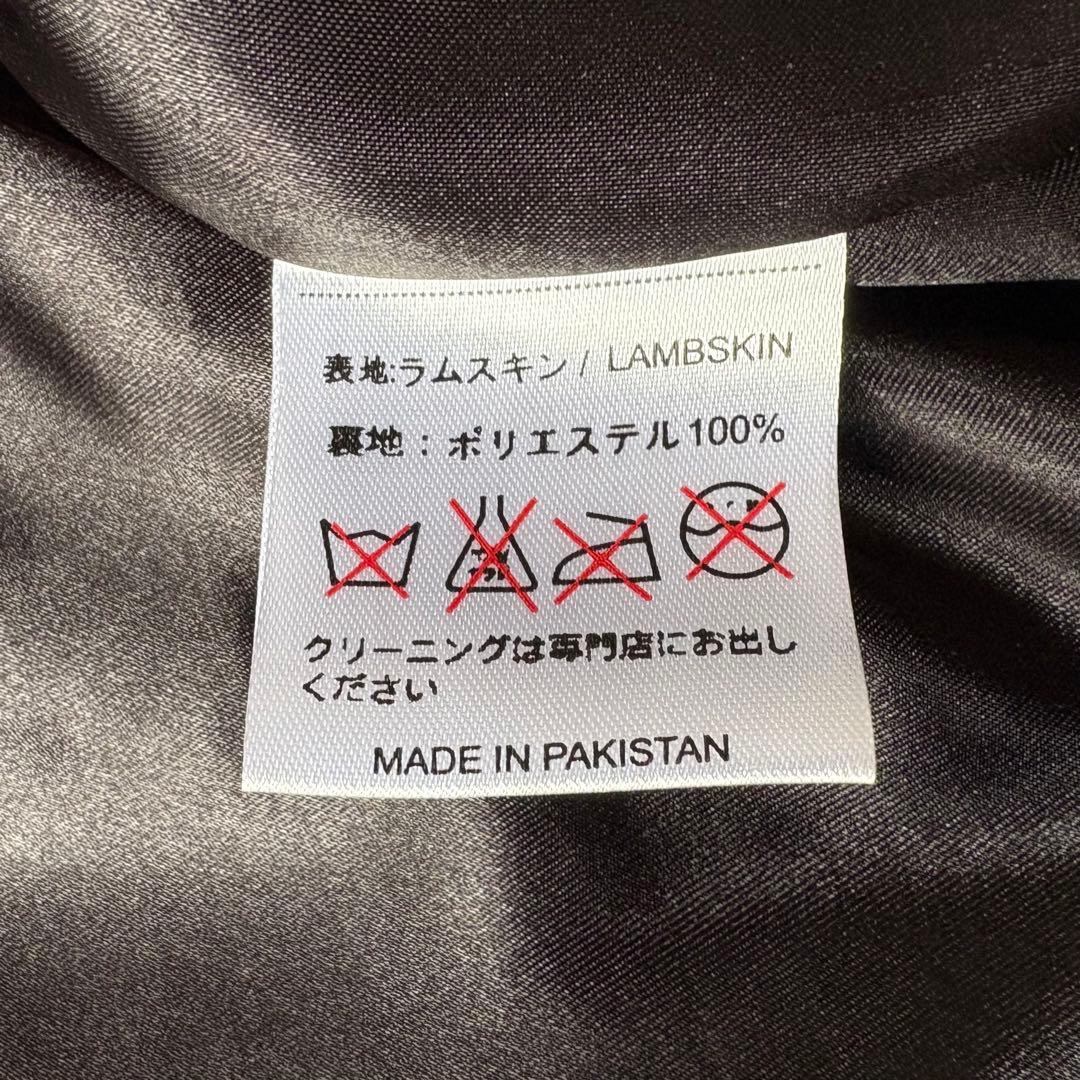 表地:ラムスキン / LAMBSKIN
裏地：ポリエステル100%
クリーニングは専門店にお出し
ください
MADE IN PAKISTAN